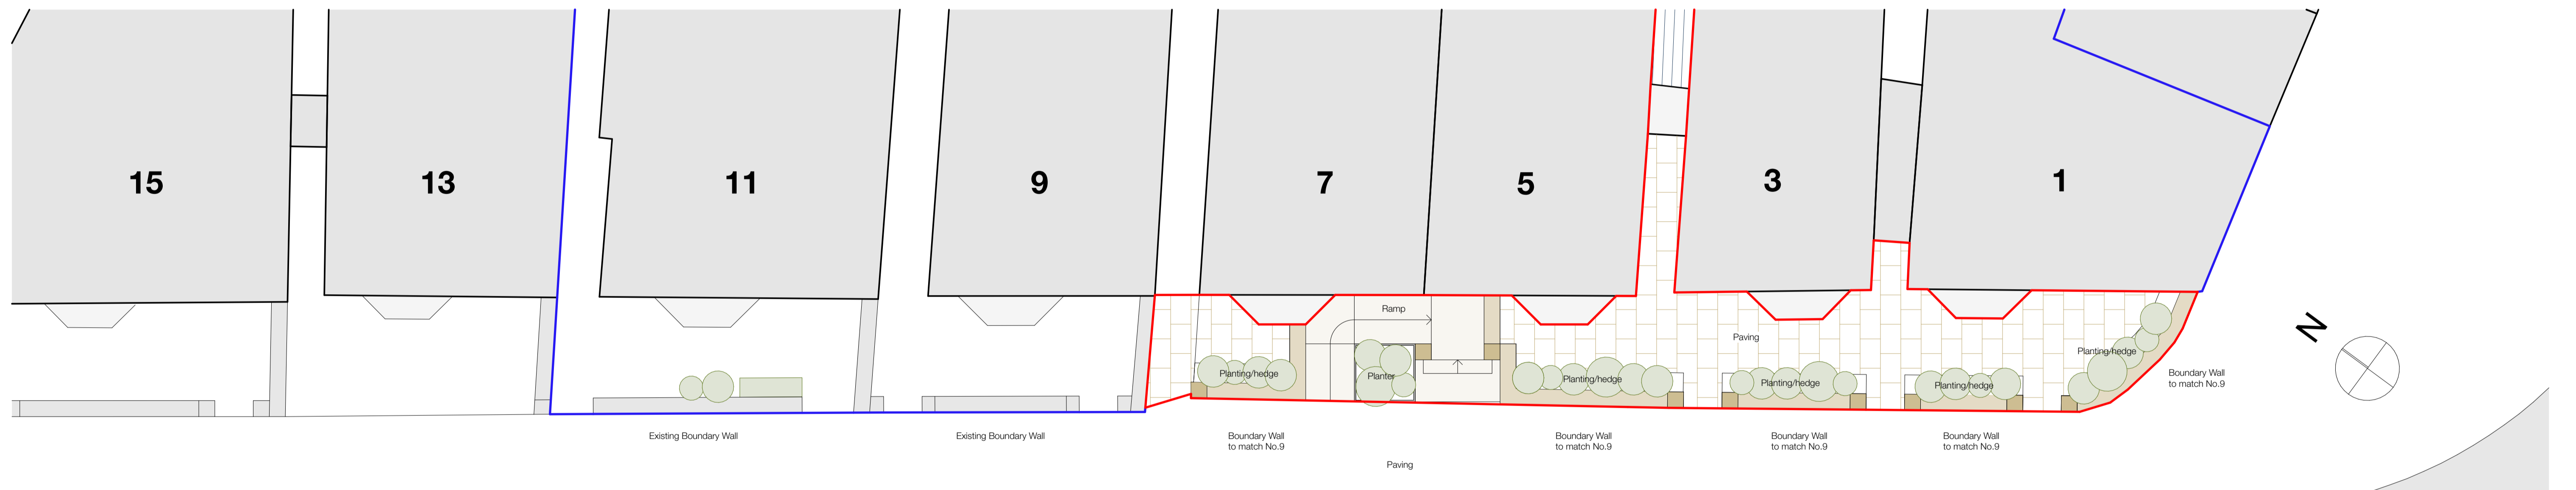 15
13
11
9
7
5
3
1
N
Ramp
Paving
Planting/hedge
Planter
Planting/hedge
Planting/hedge
Planting/hedge
Planting/hedge
Boundary Wall
to match No.9
Existing Boundary Wall
Existing Boundary Wall
Boundary Wall
to match No.9
Boundary Wall
to match No.9
Boundary Wall
to match No.9
Boundary Wall
to match No.9
Paving